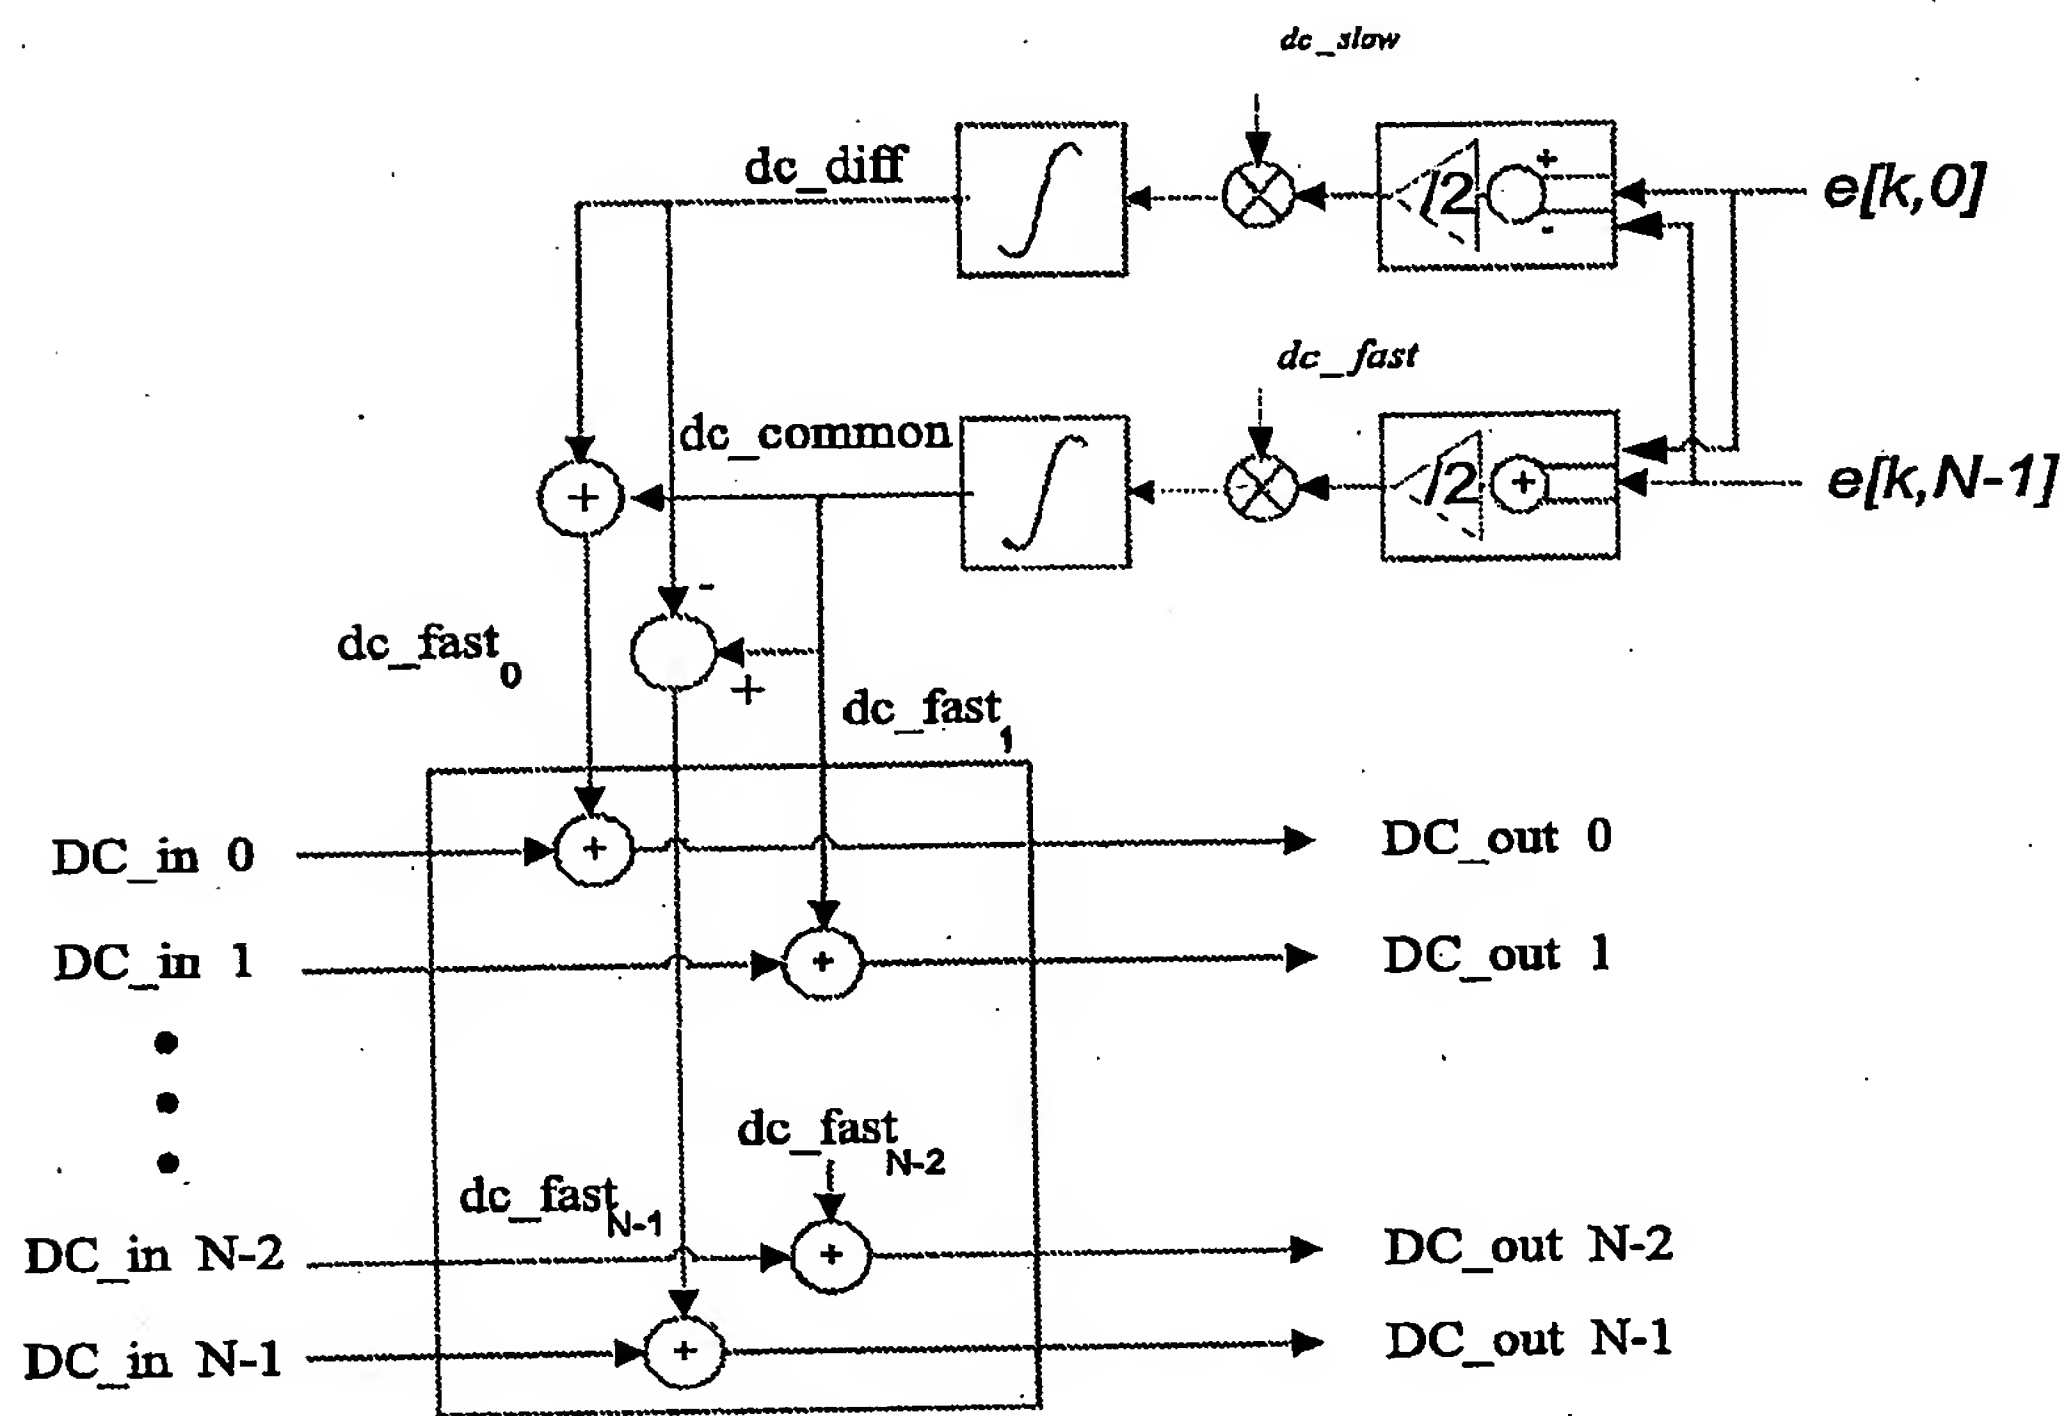 dc_slow
dc_diff
/2
+
-
e[k,0]
dc_fast
dc_common
+
/2
+
e[k,N-1]
-
+
dc_fast0
dc_fast1
DC_in 0
+
DC_out 0
DC_in 1
+
DC_out 1
dc_fastN-2
dc_fastN-1
DC_in N-2
+
DC_out N-2
DC_in N-1
+
DC_out N-1